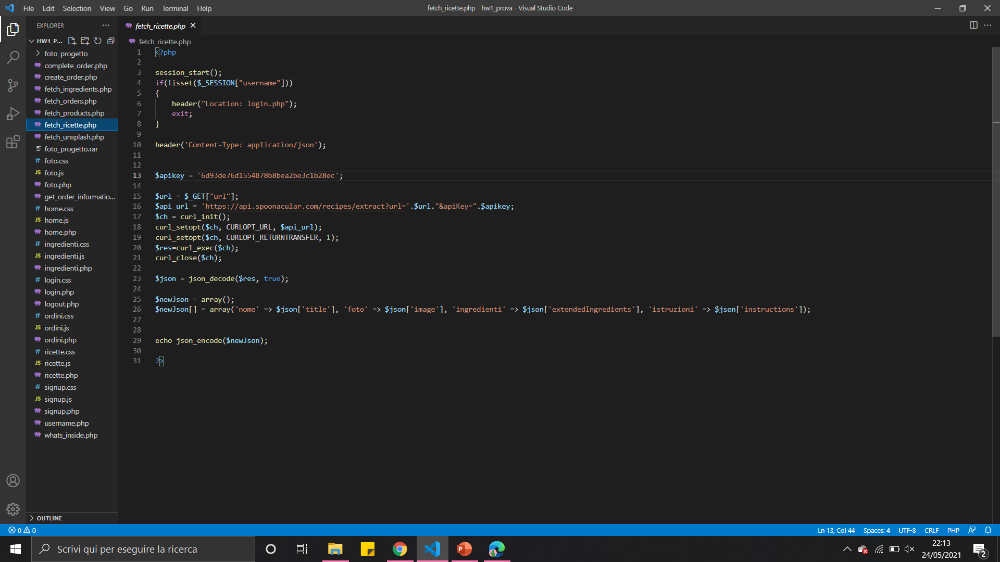 File Edit Selection View Go Run Terminal Help
fetch_ricette.php - hw1_prova - Visual Studio Code
EXPLORER
HW1_P...
foto_progetto
complete_order.php
create_order.php
fetch_ingredients.php
fetch_orders.php
fetch_products.php
fetch_ricette.php
fetch_unsplash.php
foto_progetto.rar
foto.css
foto.js
foto.php
get_order_informatio...
home.css
home.js
home.php
ingredienti.css
ingredienti.js
ingredienti.php
login.css
login.php
logout.php
ordini.css
ordini.js
ordini.php
ricette.css
ricette.js
ricette.php
signup.css
signup.js
signup.php
username.php
whats_inside.php
OUTLINE
fetch_ricette.php
fetch_ricette.php
1 <?php
2
3 session_start();
4 if(!isset($_SESSION["username"]))
5 {
6 header("Location: login.php");
7 exit;
8 }
9
10 header('Content-Type: application/json');
11
12
13 $apikey = '6d93de76d1554878b8bea2be3c1b28ec';
14
15 $url = $_GET["url"];
16 $api_url = 'https://api.spoonacular.com/recipes/extract?url='.$url."&apiKey=".$apikey;
17 $ch = curl_init();
18 curl_setopt($ch, CURLOPT_URL, $api_url);
19 curl_setopt($ch, CURLOPT_RETURNTRANSFER, 1);
20 $res=curl_exec($ch);
21 curl_close($ch);
22
23 $json = json_decode($res, true);
24
25 $newJson = array();
26 $newJson[] = array('nome' => $json['title'], 'foto' => $json['image'], 'ingredienti' => $json['extendedIngredients'], 'istruzioni' => $json['instructions']);
27
28
29 echo json_encode($newJson);
30
31 ?>
0 0
Ln 13, Col 44 Spaces: 4 UTF-8 CRLF PHP
Scrivi qui per eseguire la ricerca
22:13
24/05/2021
2